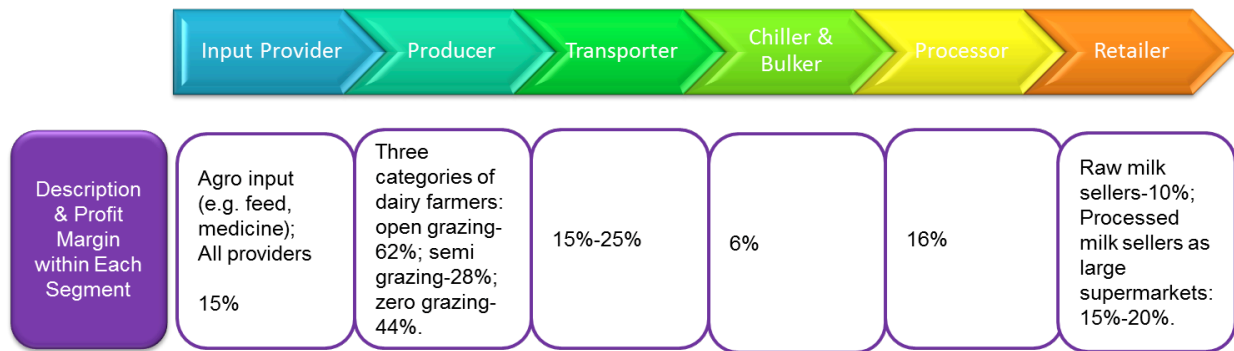 Input Provider
Producer
Transporter
Chiller &
Bulker
Processor
Retailer
Description
& Profit
Margin
within Each
Segment
Agro input
(e.g. feed,
medicine);
All providers
15%
Three
categories of
dairy farmers:
open grazing-
62%; semi
grazing-28%;
zero grazing-
44%.
15%-25%
6%
16%
Raw milk
sellers-10%;
Processed
milk sellers as
large
supermarkets:
15%-20%.